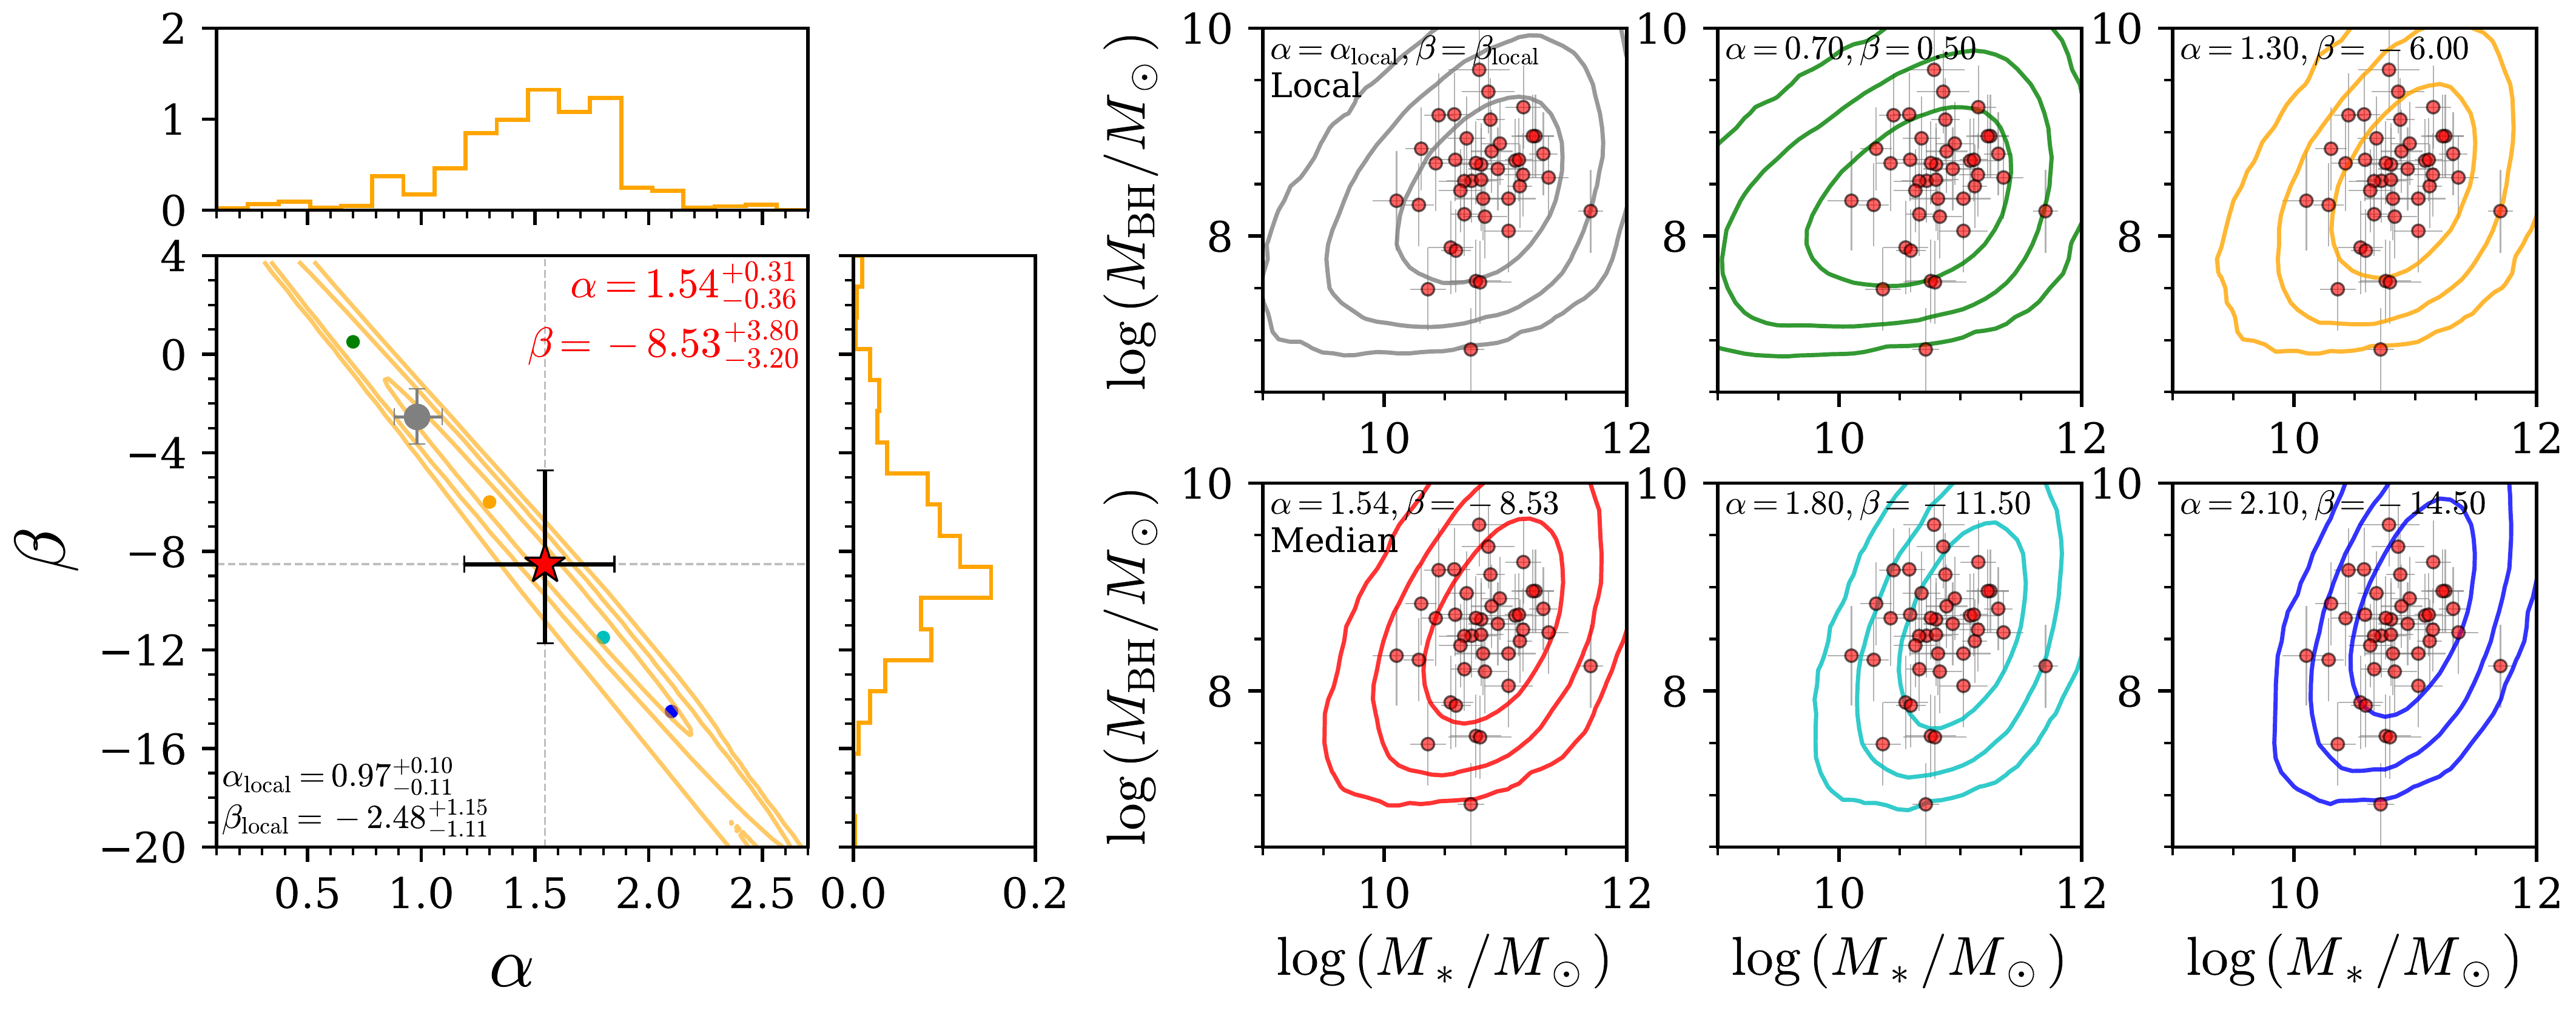 2
1
0
4
0
−4
−8
−12
−16
−20
β
α = 1.54 +0.31 −0.36
β = −8.53 +3.80 −3.20
α_local = 0.97 +0.10 −0.11
β_local = −2.48 +1.15 −1.11
0.5 1.0 1.5 2.0 2.5
α
0.0 0.2
log (M_BH/M_⊙)
10
8
α = α_local, β = β_local
Local
10 12
10
8
α = 0.70, β = 0.50
10 12
10
8
α = 1.30, β = −6.00
10 12
log (M_BH/M_⊙)
10
8
α = 1.54, β = −8.53
Median
10 12
log (M_*/M_⊙)
10
8
α = 1.80, β = −11.50
10 12
log (M_*/M_⊙)
10
8
α = 2.10, β = −14.50
10 12
log (M_*/M_⊙)